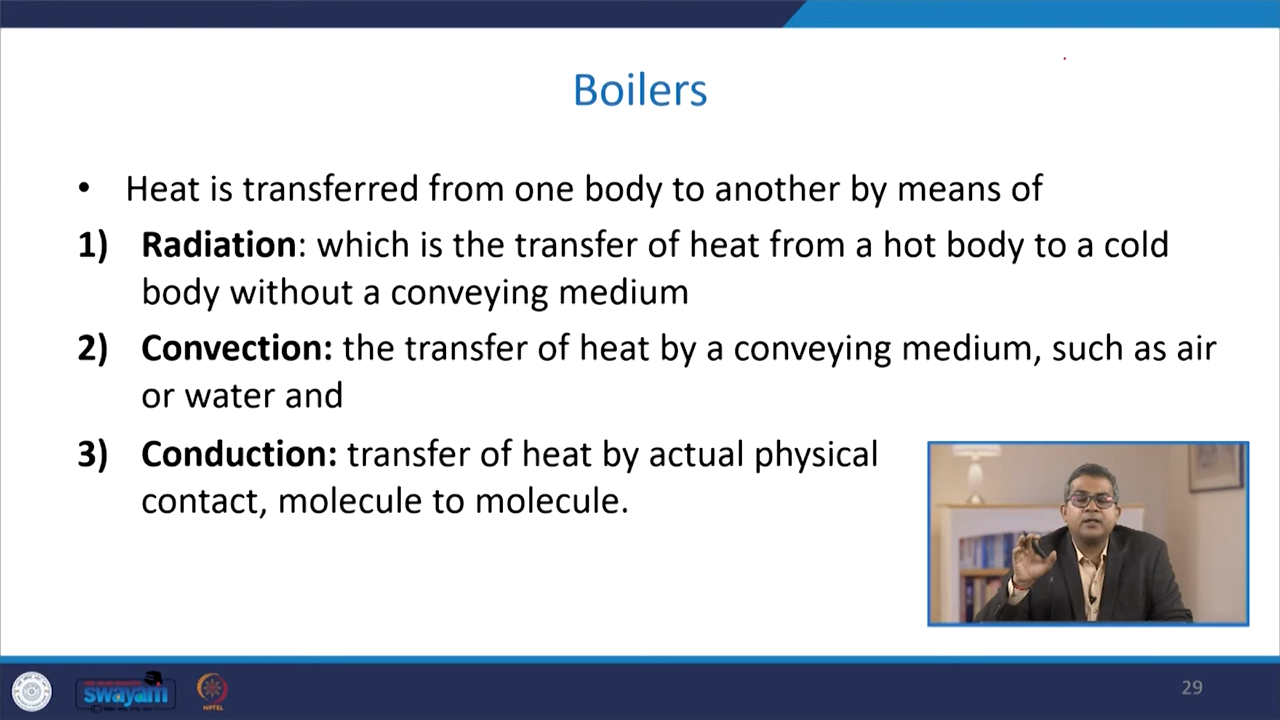 Boilers
• Heat is transferred from one body to another by means of
1) Radiation: which is the transfer of heat from a hot body to a cold
body without a conveying medium
2) Convection: the transfer of heat by a conveying medium, such as air
or water and
3) Conduction: transfer of heat by actual physical
contact, molecule to molecule.
swayam
NPTEL
29